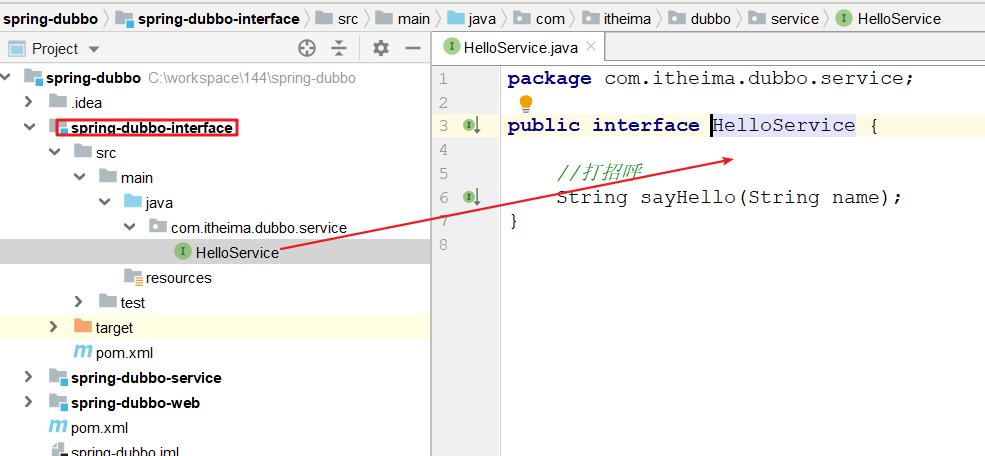 spring-dubbo spring-dubbo-interface src main java com itheima dubbo service HelloService
Project
HelloService.java
spring-dubbo C:\workspace\144\spring-dubbo
.idea
spring-dubbo-interface
src
main
java
com.itheima.dubbo.service
HelloService
resources
test
target
pom.xml
spring-dubbo-service
spring-dubbo-web
pom.xml
spring-dubbo.iml
1 package com.itheima.dubbo.service;
2
3 public interface HelloService {
4
5 //打招呼
6 String sayHello(String name);
7 }
8